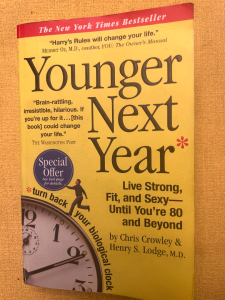 The New York Times Bestseller
"Harry's Rules will change your life."
MEHMET OZ, M.D., coauthor, YOU: The Owner's Manual
Younger
Next
Year*
"Brain-rattling,
irresistible, hilarious. If
you're up for it . . . [this
book] could change
your life."
THE WASHINGTON POST
Special
Offer
Live Strong,
Fit, and Sexy—
Until You're 80
and Beyond
*turn back your biological clock
by Chris Crowley &
Henry S. Lodge, M.D.
12